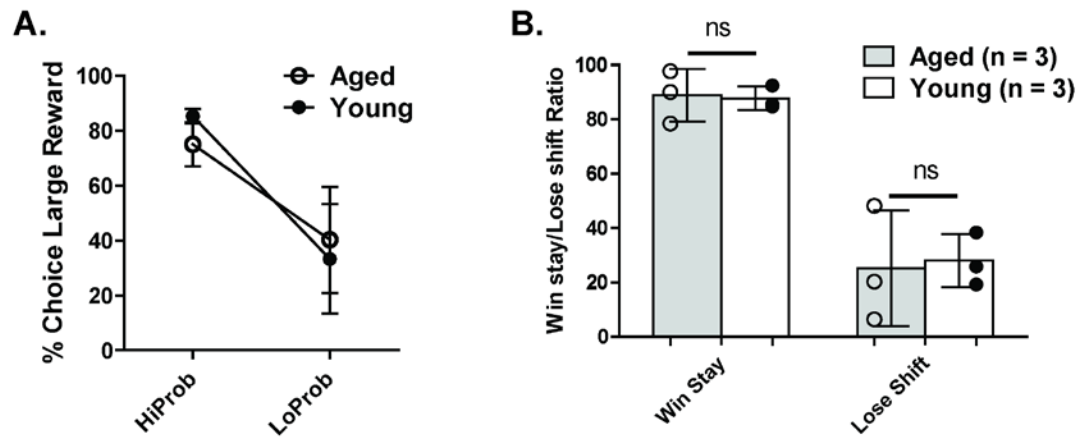 A.
% Choice Large Reward
100
80
60
40
20
0
Aged
Young
HiProb
LoProb
B.
Win stay/Lose shift Ratio
100
80
60
40
20
0
ns
ns
Aged (n = 3)
Young (n = 3)
Win Stay
Lose Shift